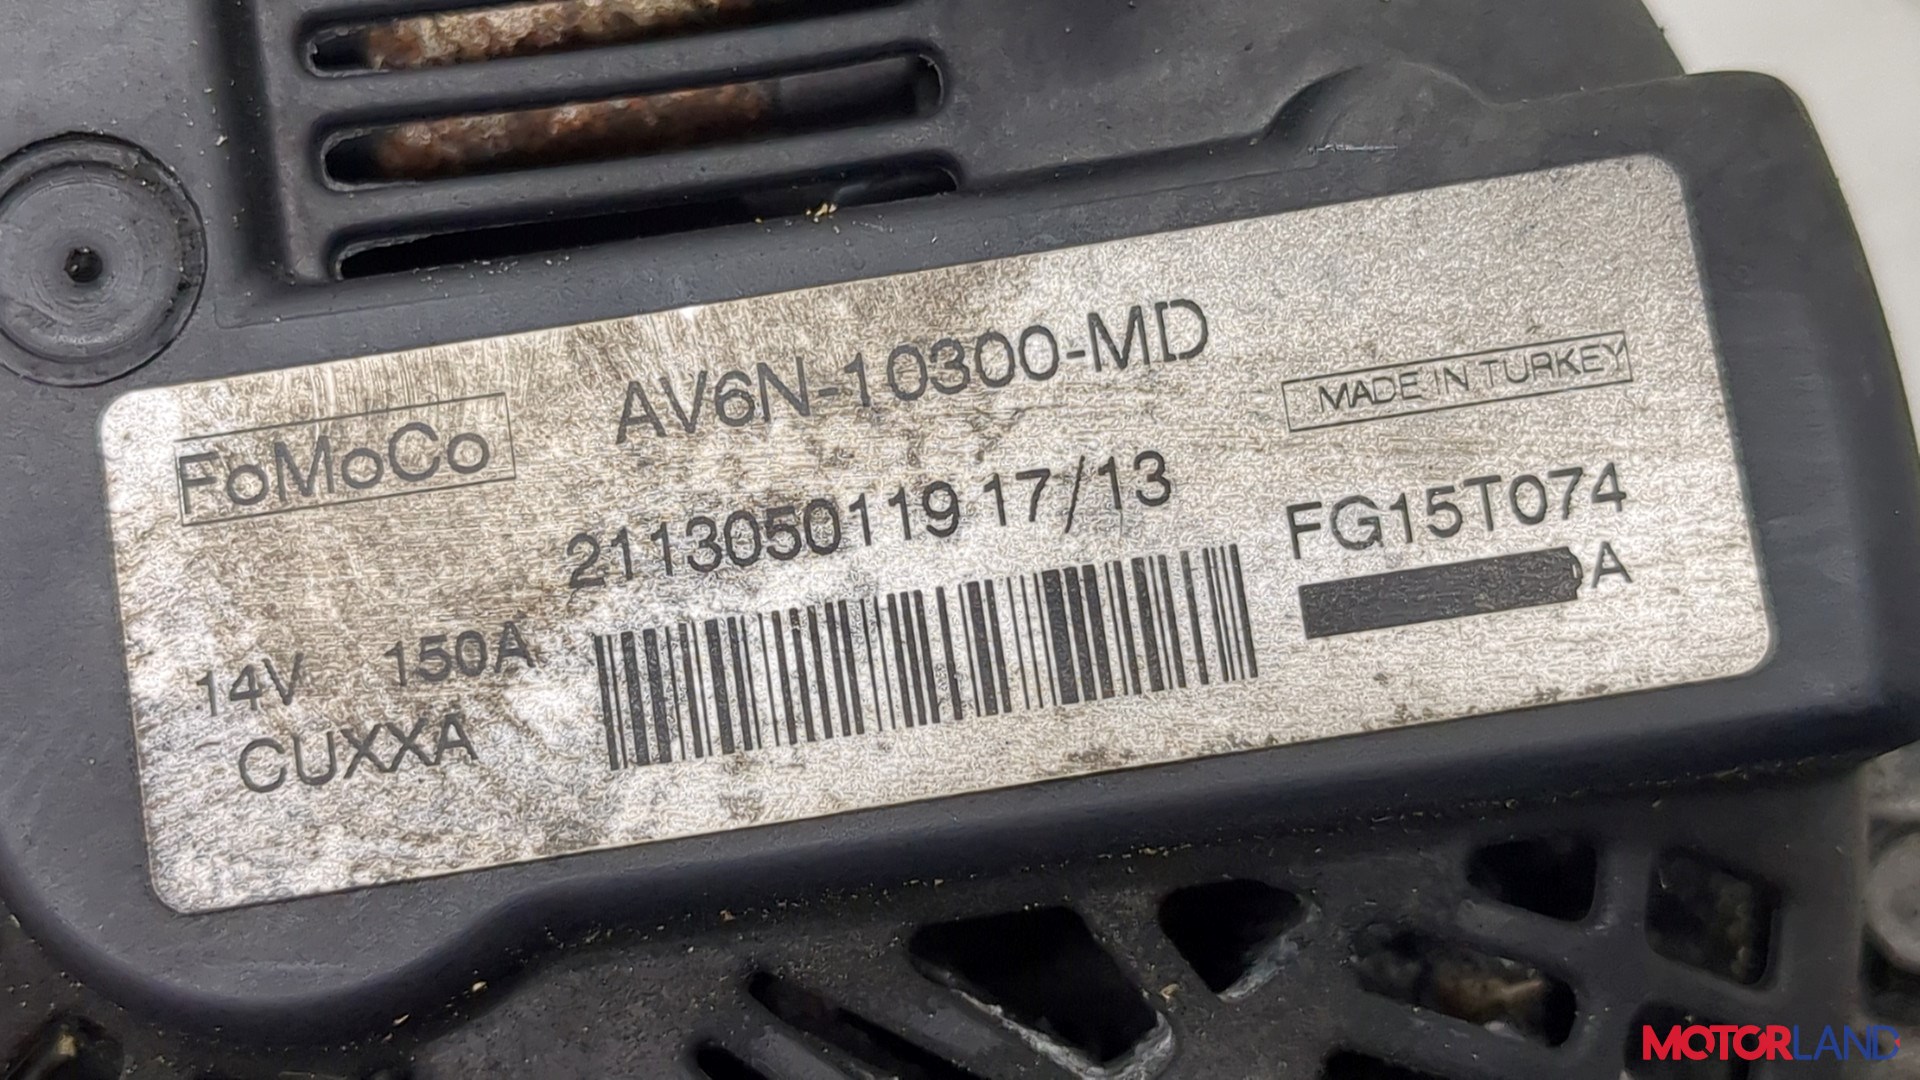 FoMoCo
AV6N-10300-MD
MADE IN TURKEY
2113050119 17/13
FG15T074
A
14V 150A
CUXXA
MOTORLAND